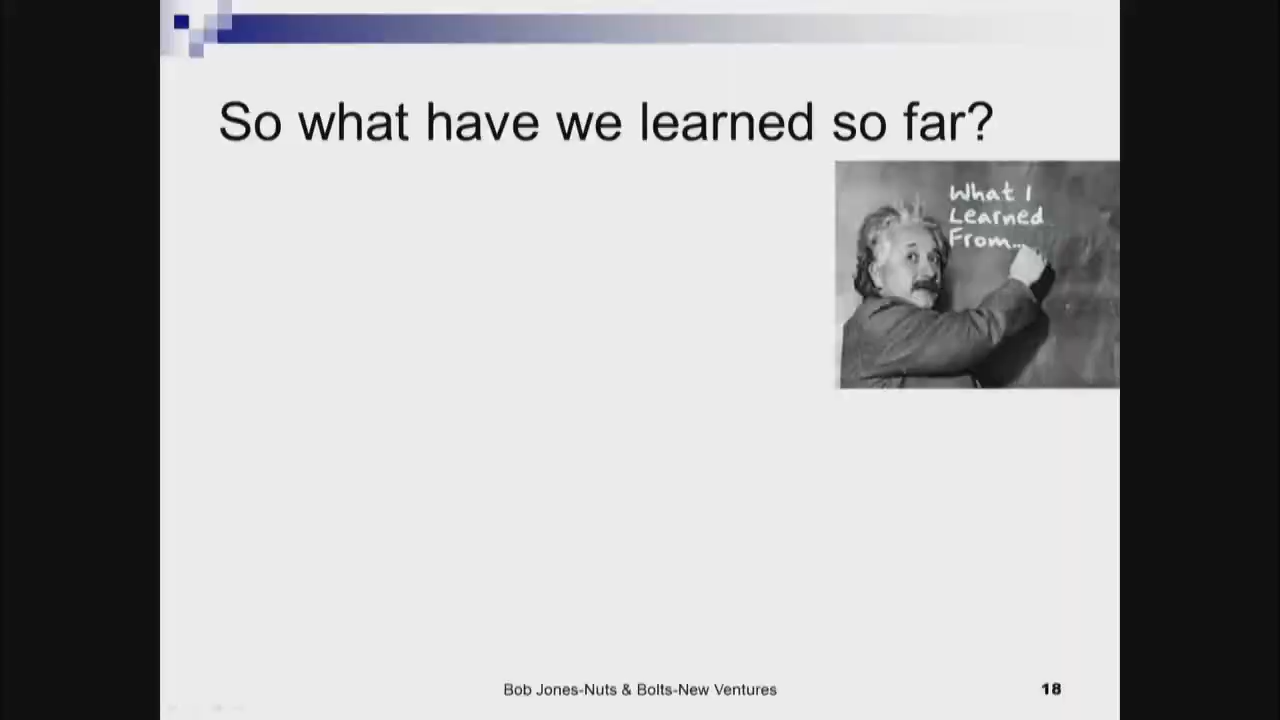 So what have we learned so far?
What I
Learned
From...
Bob Jones-Nuts & Bolts-New Ventures
18